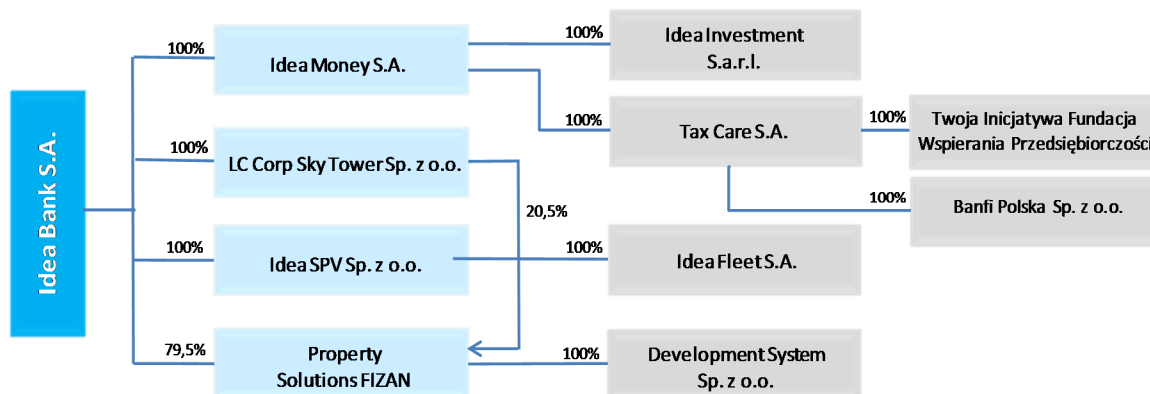 Idea Bank S.A.
100%
Idea Money S.A.
100%
Idea Investment
S.a.r.l.
100%
Tax Care S.A.
100%
Twoja Inicjatywa Fundacja
Wspierania Przedsiębiorczości
100%
Banfi Polska Sp. z o.o.
100%
LC Corp Sky Tower Sp. z o.o.
20,5%
100%
Idea SPV Sp. z o.o.
100%
Idea Fleet S.A.
79,5%
Property
Solutions FIZAN
100%
Development System
Sp. z o.o.